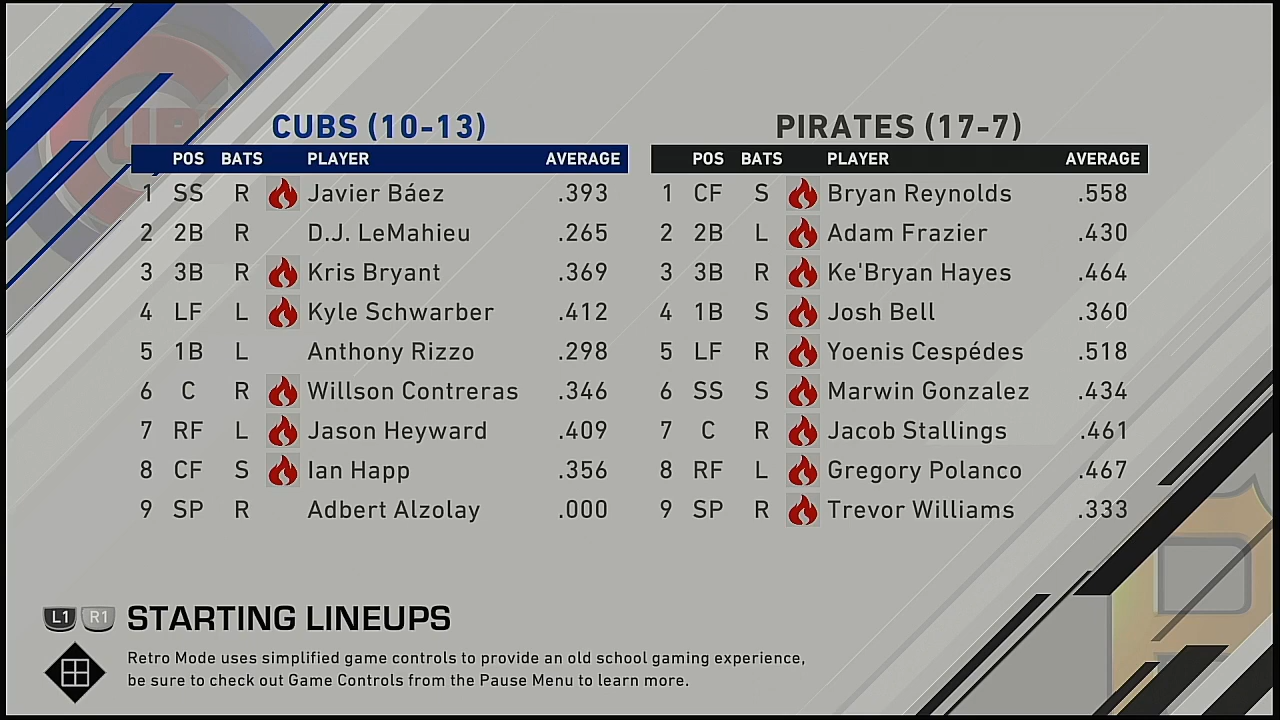 CUBS (10-13)
POS BATS PLAYER AVERAGE
1 SS R Javier Báez .393
2 2B R D.J. LeMahieu .265
3 3B R Kris Bryant .369
4 LF L Kyle Schwarber .412
5 1B L Anthony Rizzo .298
6 C R Willson Contreras .346
7 RF L Jason Heyward .409
8 CF S Ian Happ .356
9 SP R Adbert Alzolay .000
PIRATES (17-7)
POS BATS PLAYER AVERAGE
1 CF S Bryan Reynolds .558
2 2B L Adam Frazier .430
3 3B R Ke'Bryan Hayes .464
4 1B S Josh Bell .360
5 LF R Yoenis Cespédes .518
6 SS S Marwin Gonzalez .434
7 C R Jacob Stallings .461
8 RF L Gregory Polanco .467
9 SP R Trevor Williams .333
L1 R1 STARTING LINEUPS
Retro Mode uses simplified game controls to provide an old school gaming experience,
be sure to check out Game Controls from the Pause Menu to learn more.